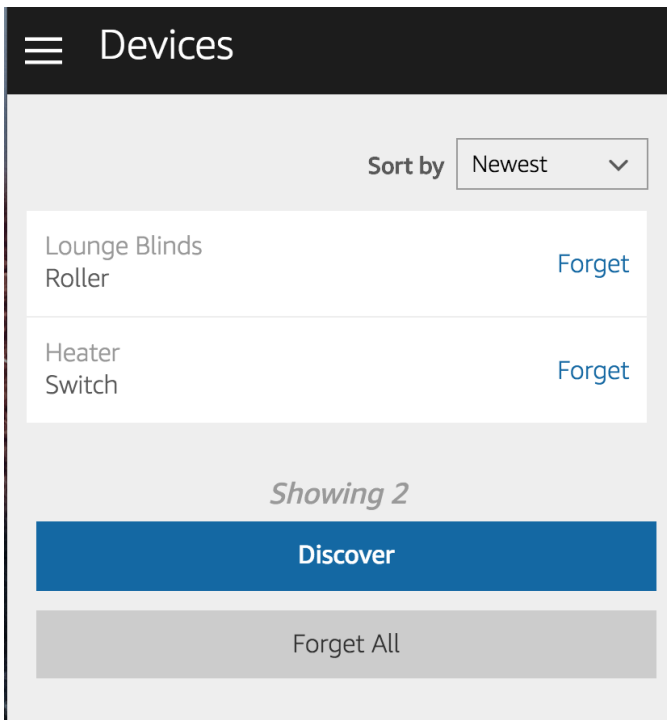 Devices
Sort by Newest
Lounge Blinds
Roller
Forget
Heater
Switch
Forget
Showing 2
Discover
Forget All